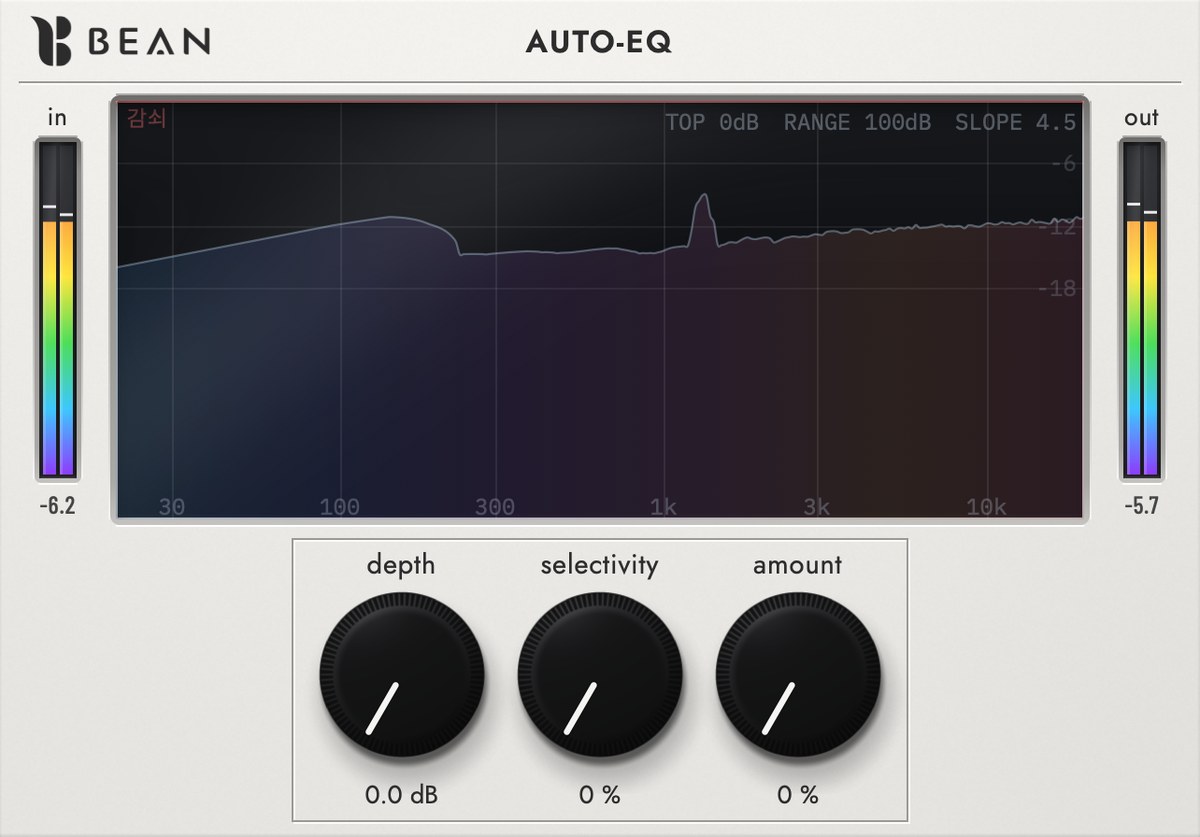 BEAN
AUTO-EQ
in
out
감쇠
TOP 0dB RANGE 100dB SLOPE 4.5
-6
-12
-18
30 100 300 1k 3k 10k
-6.2
-5.7
depth selectivity amount
0.0 dB 0 % 0 %